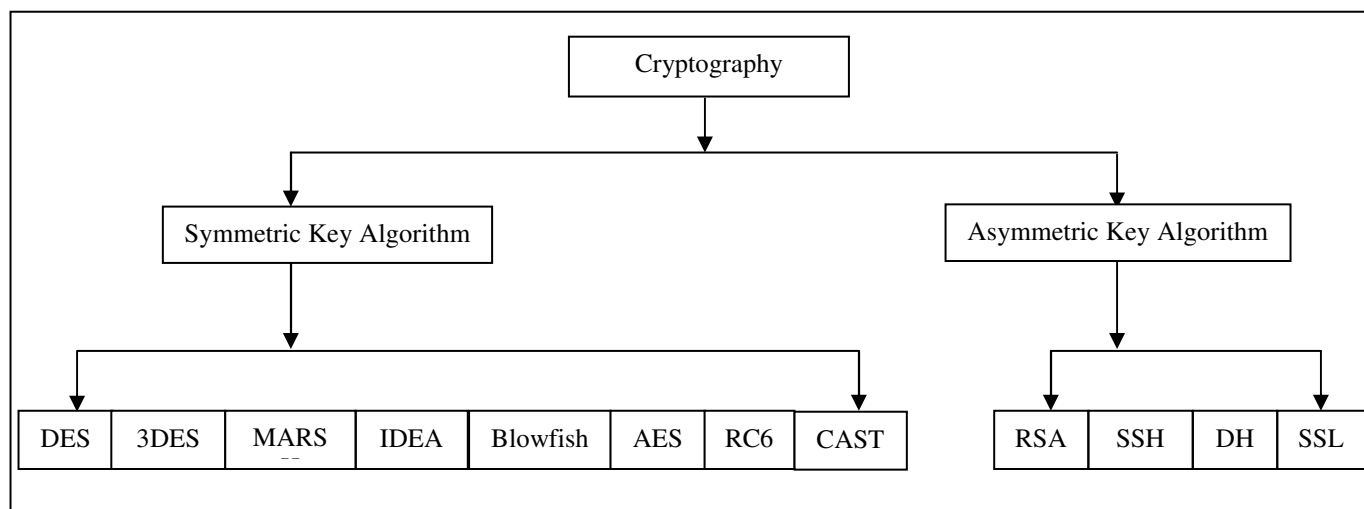 Cryptography
Symmetric Key Algorithm
Asymmetric Key Algorithm
DES 3DES MARS IDEA Blowfish AES RC6 CAST
RSA SSH DH SSL